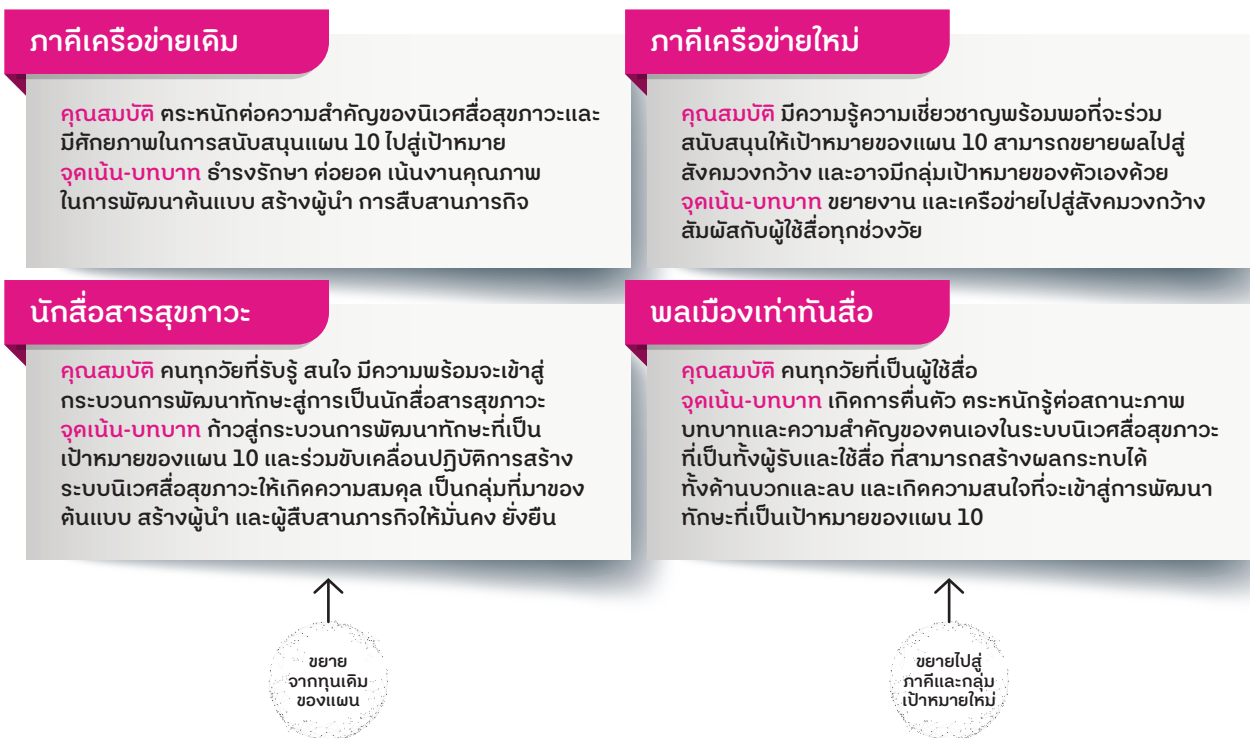 ภาคีเครือข่ายเดิม
คุณสมบัติ ตระหนักต่อความสำคัญของนิเวศสื่อสุขภาวะและ
มีศักยภาพในการสนับสนุนแผน 10 ไปสู่เป้าหมาย
จุดเน้น-บทบาท ธำรงรักษา ต่อยอด เน้นงานคุณภาพ
ในการพัฒนาต้นแบบ สร้างผู้นำ การสืบสานภารกิจ
ภาคีเครือข่ายใหม่
คุณสมบัติ มีความรู้ความเชี่ยวชาญพร้อมพอที่จะร่วม
สนับสนุนให้เป้าหมายของแผน 10 สามารถขยายผลไปสู่
สังคมวงกว้าง และอาจมีกลุ่มเป้าหมายของตัวเองด้วย
จุดเน้น-บทบาท ขยายงาน และเครือข่ายไปสู่สังคมวงกว้าง
สัมผัสกับผู้ใช้สื่อทุกช่วงวัย
นักสื่อสารสุขภาวะ
คุณสมบัติ คนทุกวัยที่รับรู้ สนใจ มีความพร้อมจะเข้าสู่
กระบวนการพัฒนาทักษะสู่การเป็นนักสื่อสารสุขภาวะ
จุดเน้น-บทบาท ก้าวสู่กระบวนการพัฒนาทักษะที่เป็น
เป้าหมายของแผน 10 และร่วมขับเคลื่อนปฏิบัติการสร้าง
ระบบนิเวศสื่อสุขภาวะให้เกิดความสมดุล เป็นกลุ่มที่มาของ
ต้นแบบ สร้างผู้นำ และผู้สืบสานภารกิจให้มั่นคง ยั่งยืน
พลเมืองเท่าทันสื่อ
คุณสมบัติ คนทุกวัยที่เป็นผู้ใช้สื่อ
จุดเน้น-บทบาท เกิดการตื่นตัว ตระหนักรู้ต่อสถานะภาพ
บทบาทและความสำคัญของตนเองในระบบนิเวศสื่อสุขภาวะ
ที่เป็นทั้งผู้รับและใช้สื่อ ที่สามารถสร้างผลกระทบได้
ทั้งด้านบวกและลบ และเกิดความสนใจที่จะเข้าสู่การพัฒนา
ทักษะที่เป็นเป้าหมายของแผน 10
ขยาย
จากทุนเดิม
ของแผน
ขยายไปสู่
ภาคีและกลุ่ม
เป้าหมายใหม่